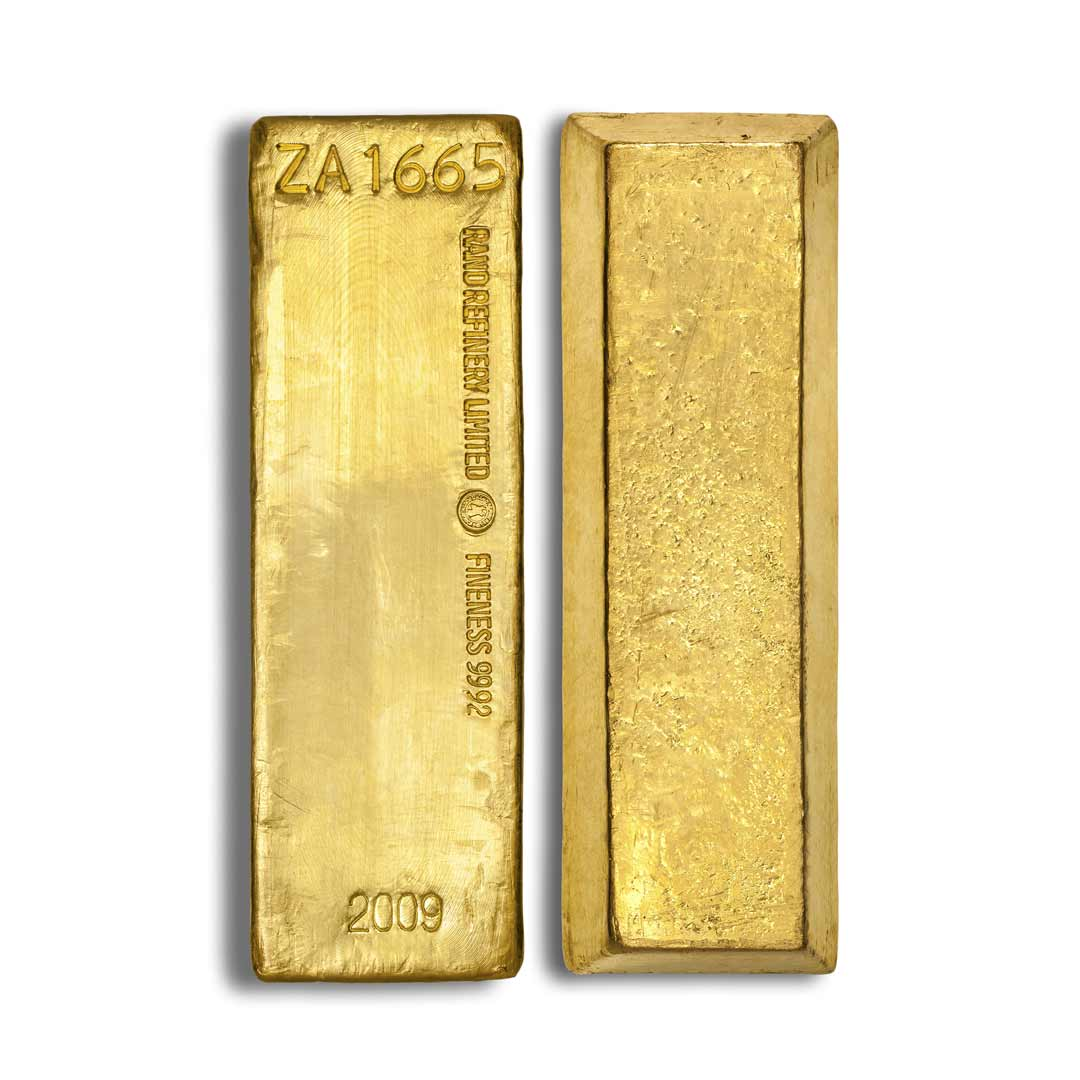 ZA1665
RAND REFINERY LIMITED
FINENESS 9992
2009